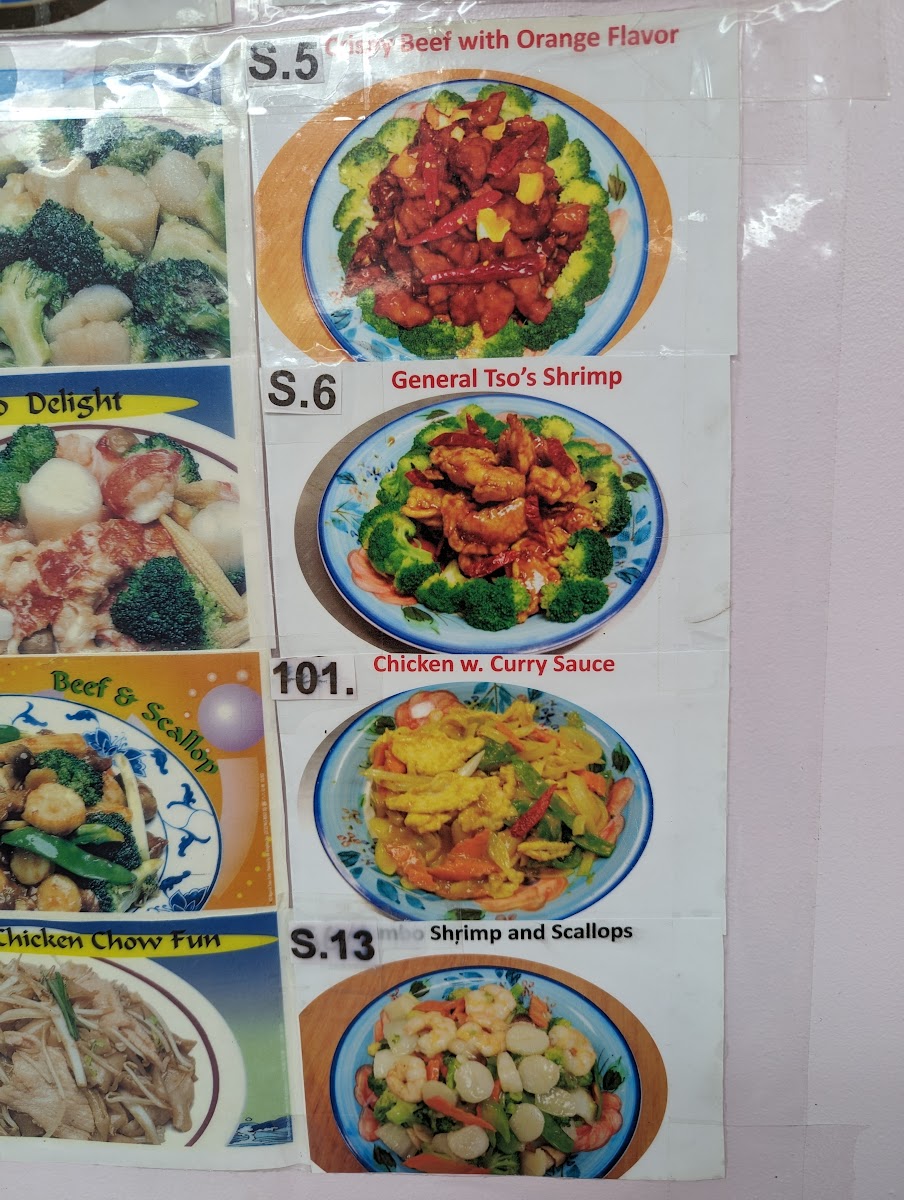 S.5
Crispy Beef with Orange Flavor
Delight
S.6
General Tso's Shrimp
Beef & Scallop
101.
Chicken w. Curry Sauce
Chicken Chow Fun
S.13
Shrimp and Scallops